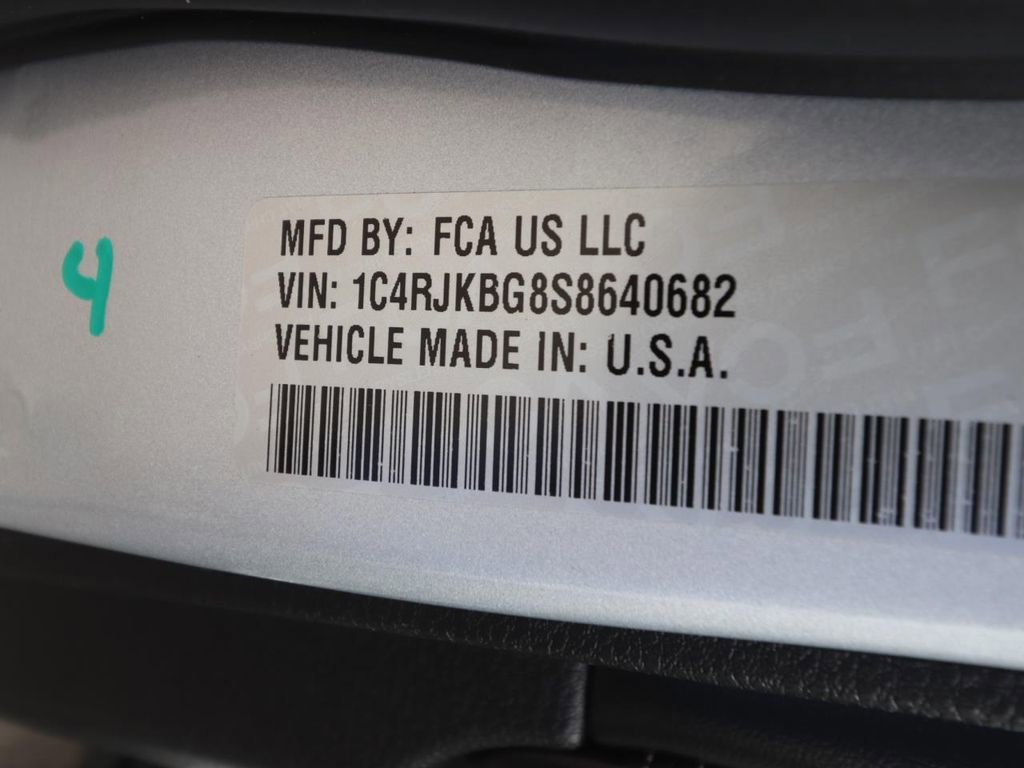 4
MFD BY: FCA US LLC
VIN: 1C4RJKBG8S8640682
VEHICLE MADE IN: U.S.A.